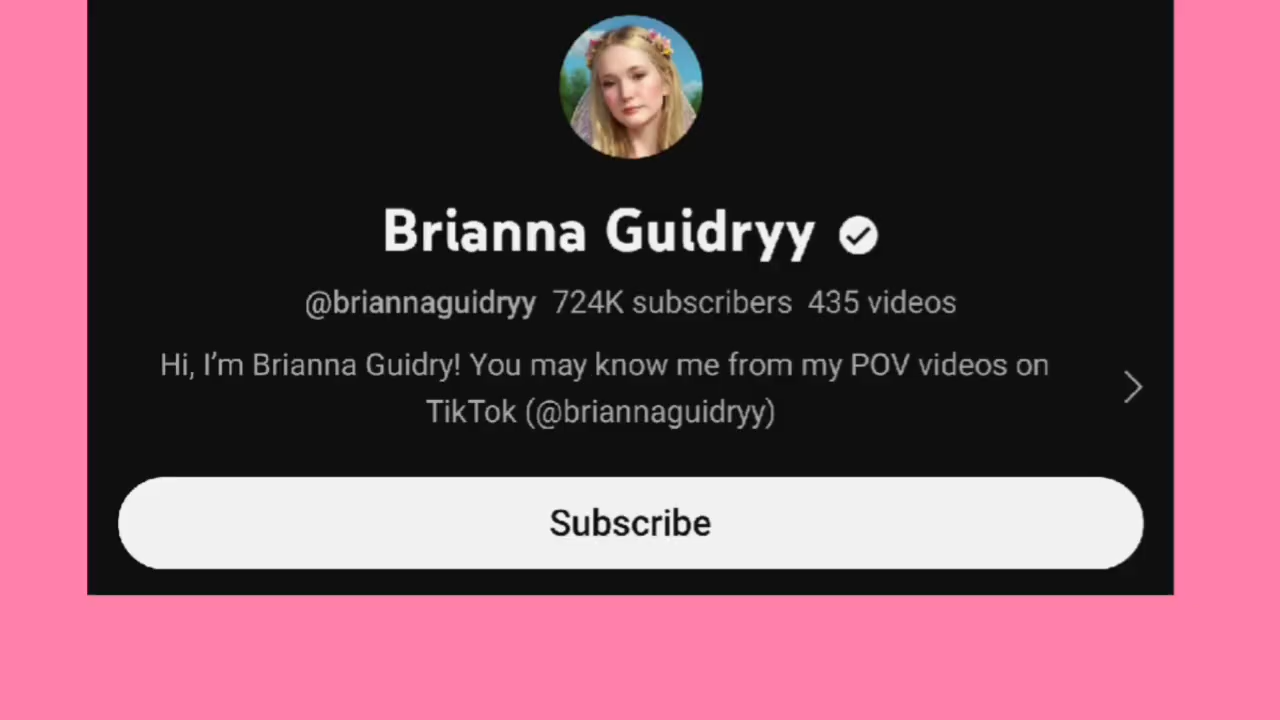 Brianna Guidryy
@briannaguidryy 724K subscribers 435 videos
Hi, I'm Brianna Guidry! You may know me from my POV videos on
TikTok (@briannaguidryy)
Subscribe